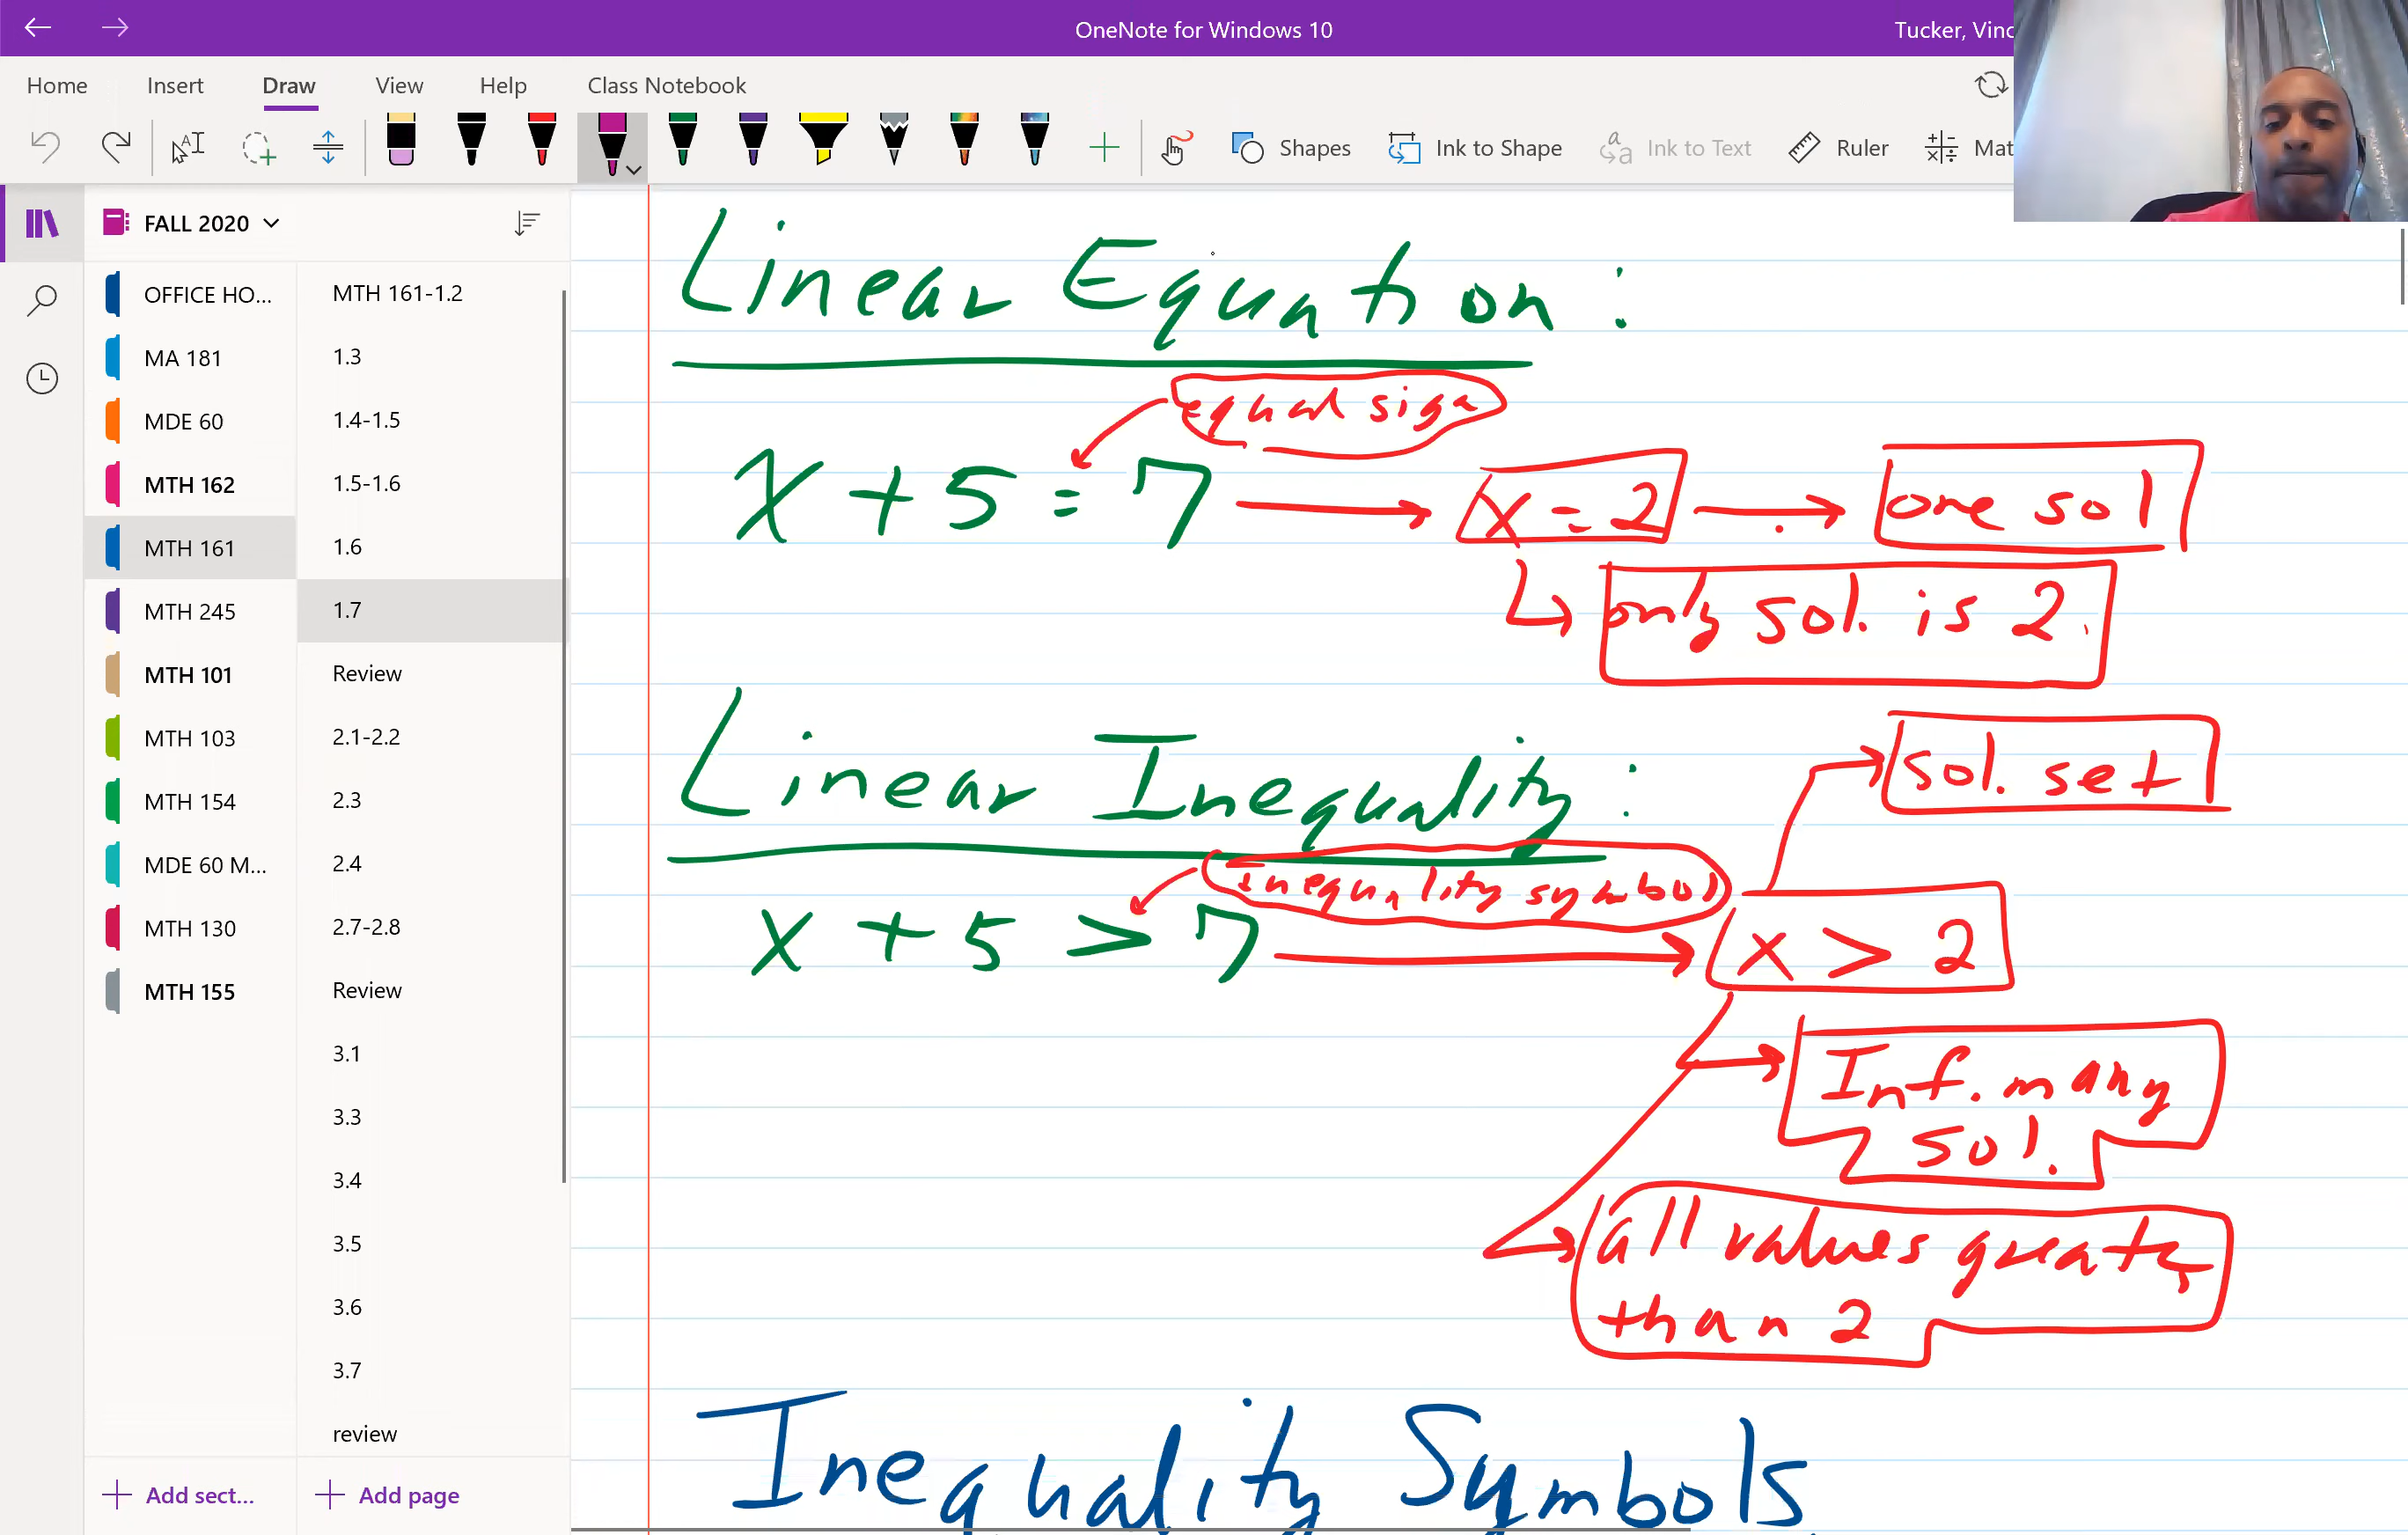 OneNote for Windows 10
Tucker, Vinc
Home Insert Draw View Help Class Notebook
Shapes Ink to Shape Ink to Text Ruler Mat
FALL 2020
OFFICE HO...
MA 181
MDE 60
MTH 162
MTH 161
MTH 245
MTH 101
MTH 103
MTH 154
MDE 60 M...
MTH 130
MTH 155
Add sect...
MTH 161-1.2
1.3
1.4-1.5
1.5-1.6
1.6
1.7
Review
2.1-2.2
2.3
2.4
2.7-2.8
Review
3.1
3.3
3.4
3.5
3.6
3.7
review
Add page
Linear Equation:
Equal sign
x + 5 = 7 → x = 2 → one sol
only sol. is 2.
Linear Inequality:
sol. set
Inequality symbol
x + 5 > 7 → x > 2
Inf. many
sol.
all values greater
than 2
Inequality Symbols